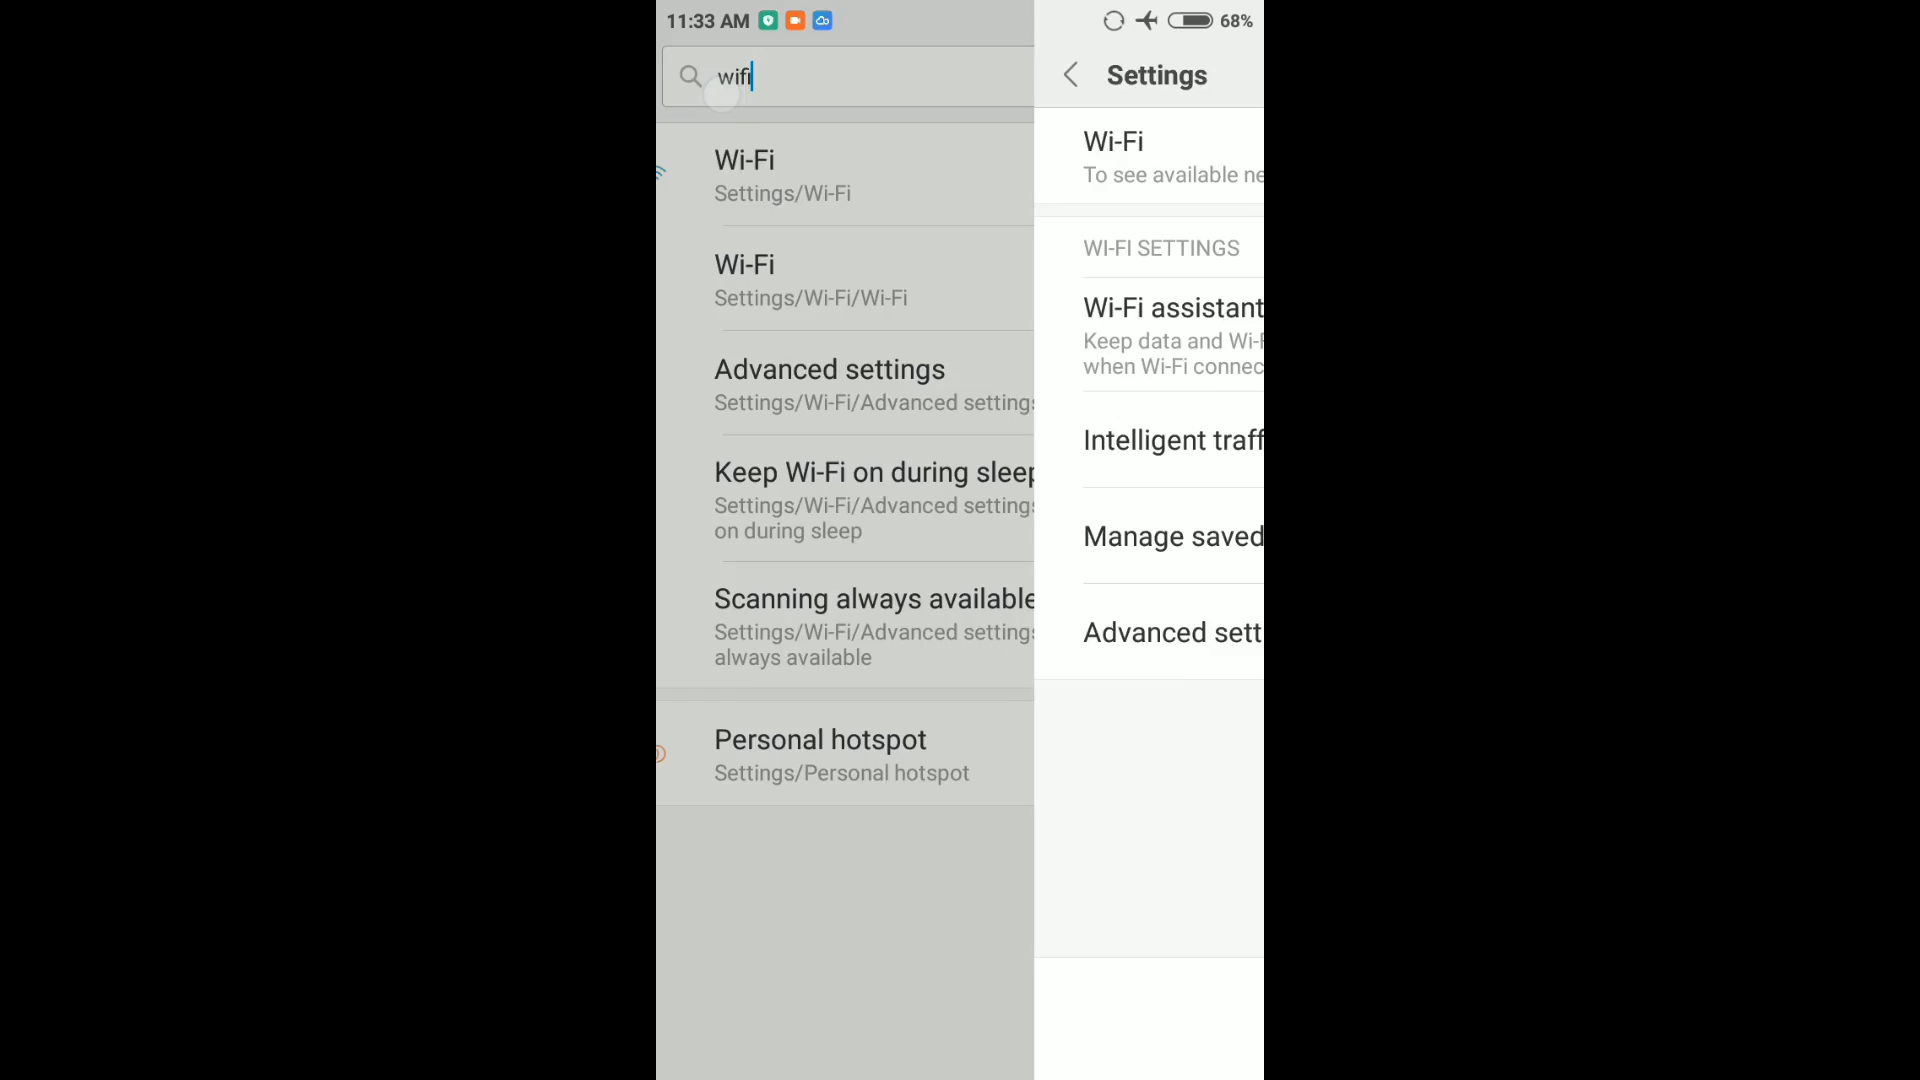 11:33 AM
68%
wifi
Wi-Fi
Settings/Wi-Fi
Wi-Fi
Settings/Wi-Fi/Wi-Fi
Advanced settings
Settings/Wi-Fi/Advanced settings
Keep Wi-Fi on during sleep
Settings/Wi-Fi/Advanced settings
on during sleep
Scanning always available
Settings/Wi-Fi/Advanced settings
always available
Personal hotspot
Settings/Personal hotspot
Settings
Wi-Fi
To see available ne
WI-FI SETTINGS
Wi-Fi assistant
Keep data and Wi-F
when Wi-Fi connec
Intelligent traff
Manage saved
Advanced sett